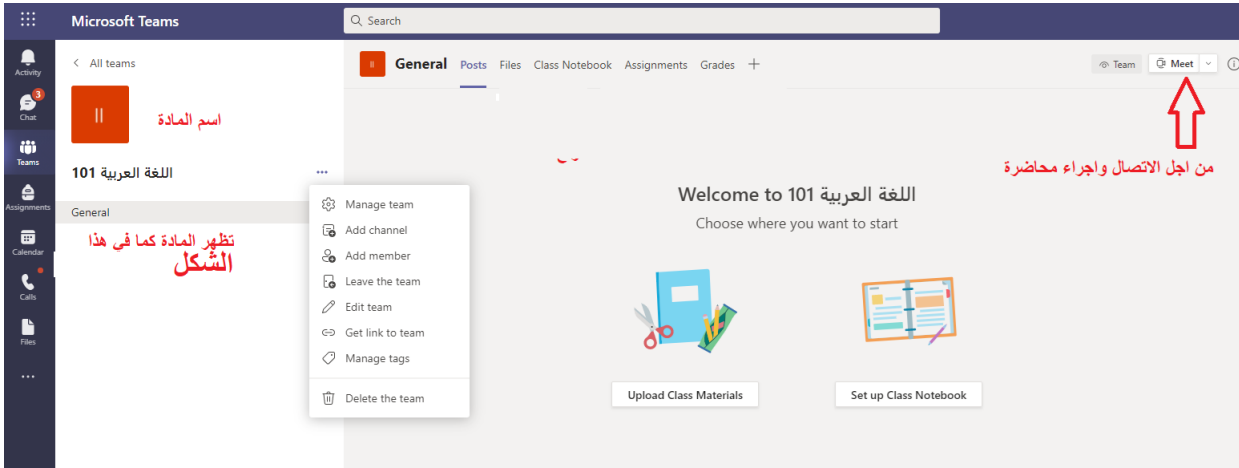 Microsoft Teams
Search
Activity
Chat
3
Teams
Assignments
Calendar
Calls
Files
All teams
II
اسم المادة
اللغة العربية 101
General
تظهر المادة كما في هذا
الشكل
Manage team
Add channel
Add member
Leave the team
Edit team
Get link to team
Manage tags
Delete the team
II
General Posts Files Class Notebook Assignments Grades
Team
Meet
من اجل الاتصال واجراء محاضرة
Welcome to 101 اللغة العربية
Choose where you want to start
Upload Class Materials
Set up Class Notebook